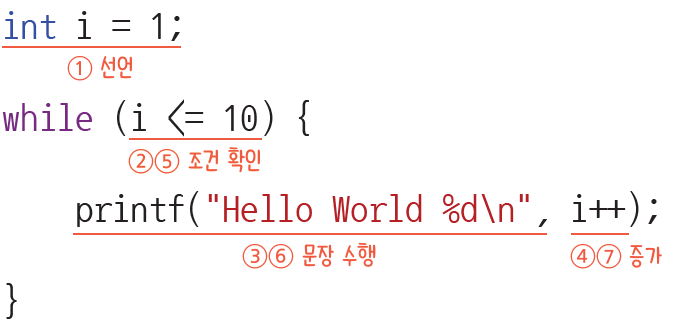 int i = 1;
① 선언
while (i <= 10) {
②⑤ 조건 확인
printf("Hello World %d\n", i++);
③⑥ 문장 수행 ④⑦ 증가
}